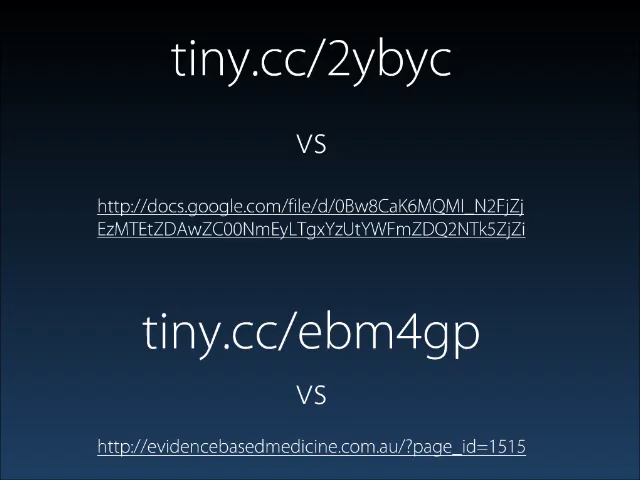 tiny.cc/2ybyc
vs
http://docs.google.com/file/d/0Bw8CaK6MQMI_N2FjZj
EzMTEtZDAwZC00NmEyLTgxYzUtYWFmZDQ2NTk5ZjZi
tiny.cc/ebm4gp
vs
http://evidencebasedmedicine.com.au/?page_id=1515